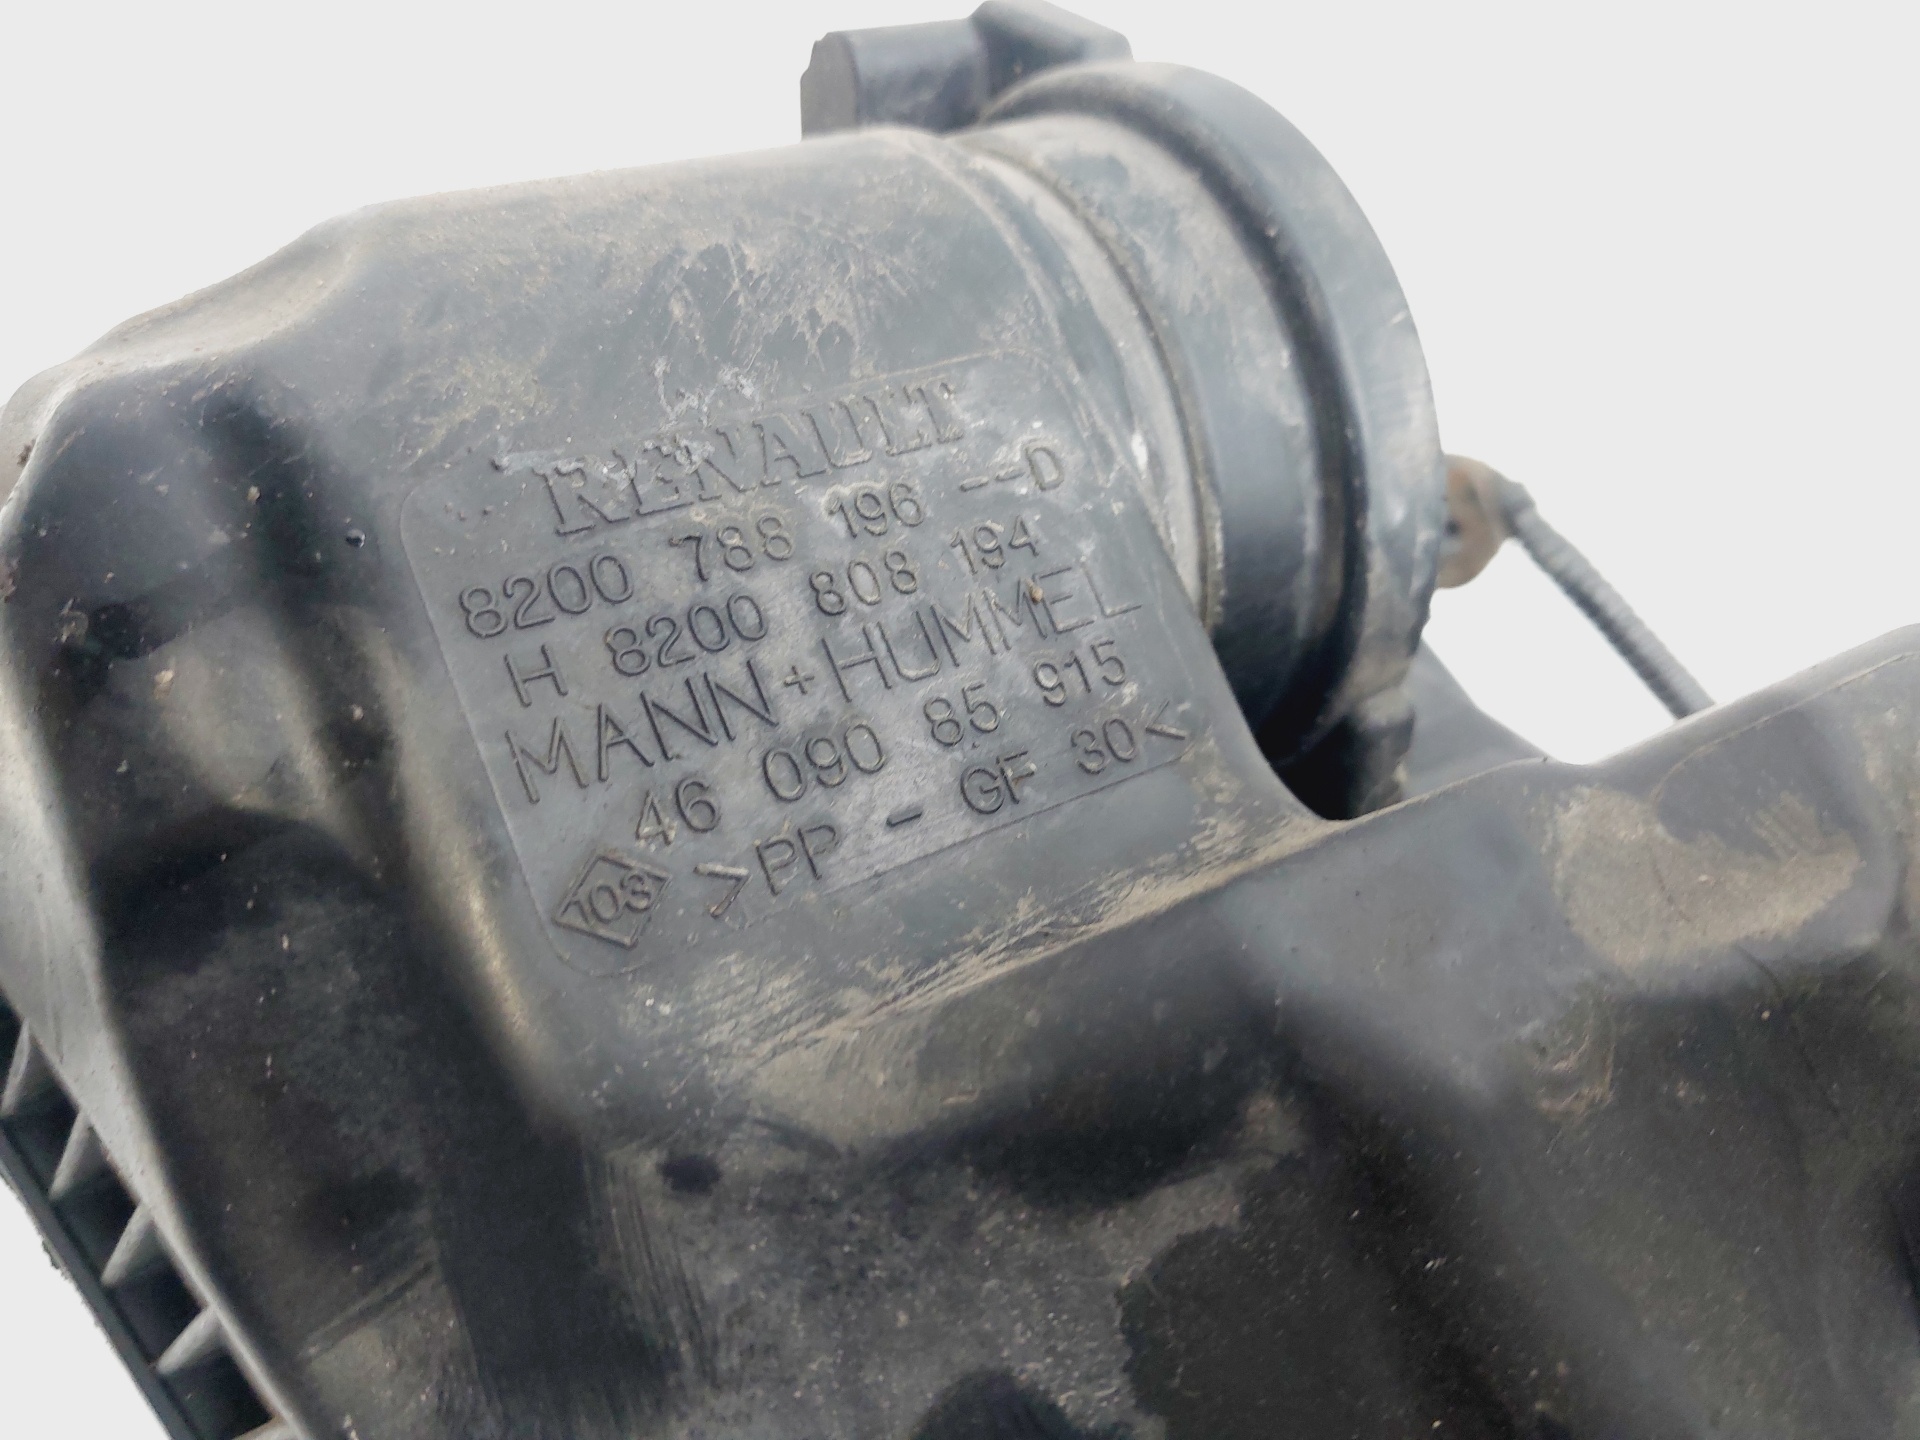 RENAULT
8200 788 196 --D
H 8200 808 194
MANN+HUMMEL
46 090 85 915
103 >PP - GF 30<